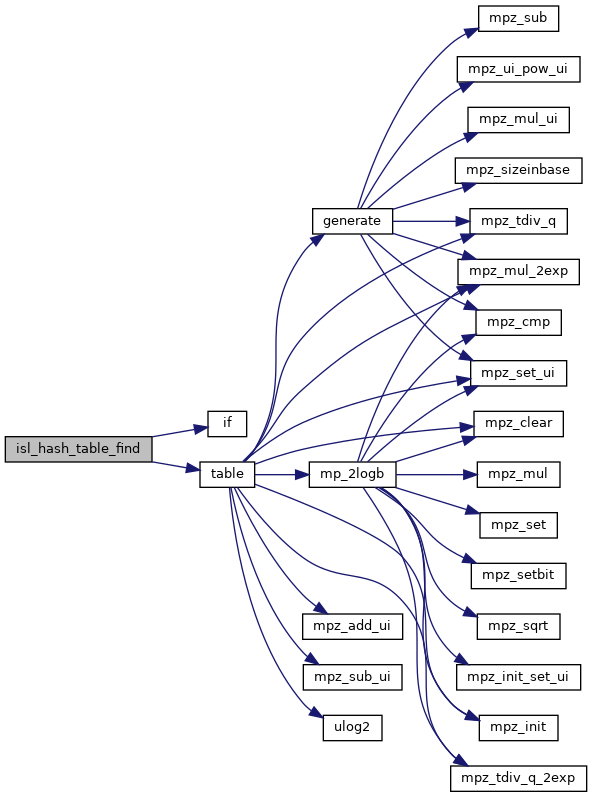 mpz_sub
mpz_ui_pow_ui
mpz_mul_ui
mpz_sizeinbase
generate
mpz_tdiv_q
mpz_mul_2exp
mpz_cmp
mpz_set_ui
if
mpz_clear
isl_hash_table_find
table
mp_2logb
mpz_mul
mpz_set
mpz_setbit
mpz_add_ui
mpz_sqrt
mpz_sub_ui
mpz_init_set_ui
ulog2
mpz_init
mpz_tdiv_q_2exp